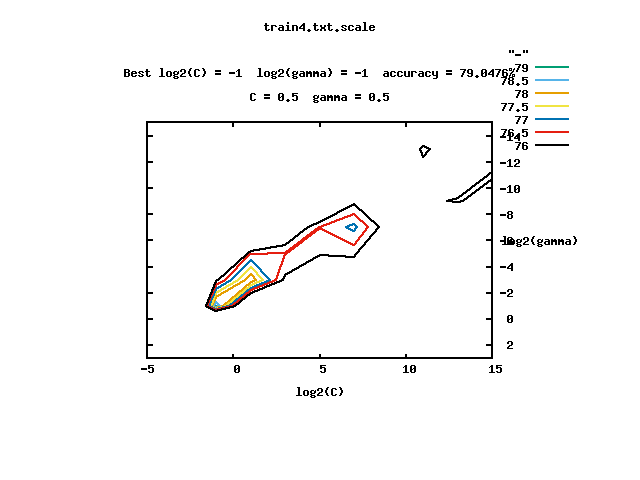 train4.txt.scale
"-"
79
Best log2(C) = -1  log2(gamma) = -1  accuracy = 79.0476%
78.5
78
C = 0.5  gamma = 0.5
77.5
77
76.5
-14
76
-12
-10
-8
-6
log2(gamma)
-4
-2
0
2
-5 0 5 10 15
log2(C)